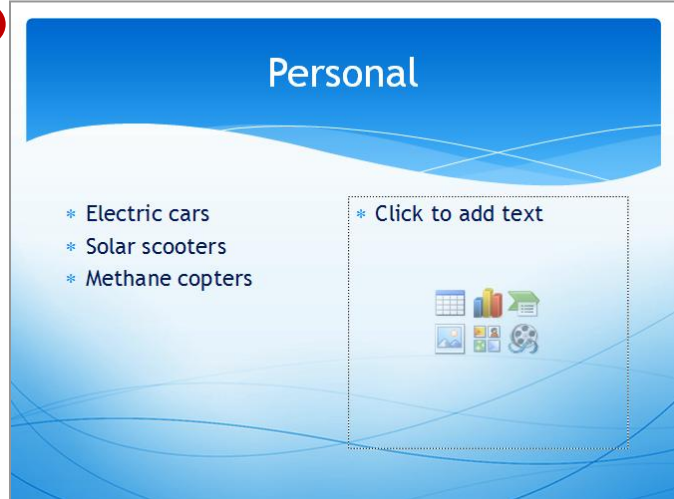 Personal
* Electric cars
* Solar scooters
* Methane copters
* Click to add text